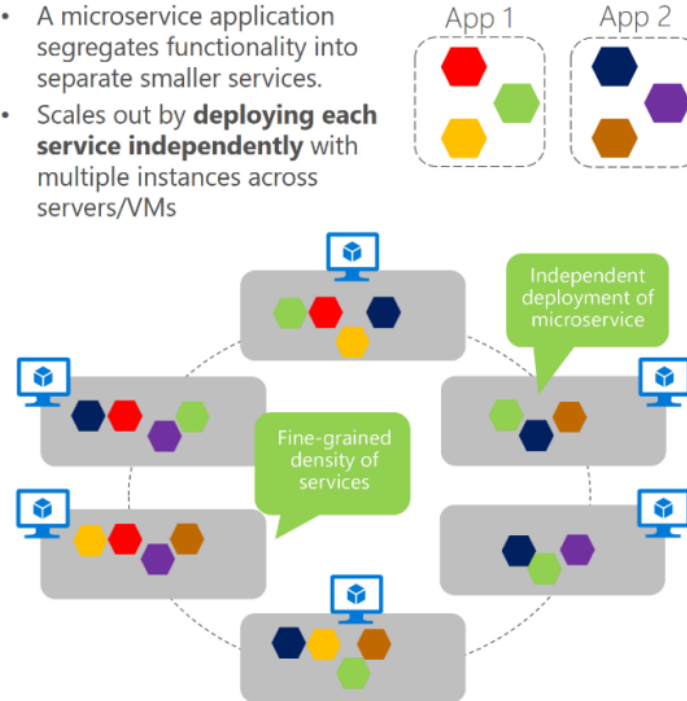 • A microservice application
segregates functionality into
separate smaller services.
• Scales out by deploying each
service independently with
multiple instances across
servers/VMs
App 1
App 2
Independent
deployment of
microservice
Fine-grained
density of
services